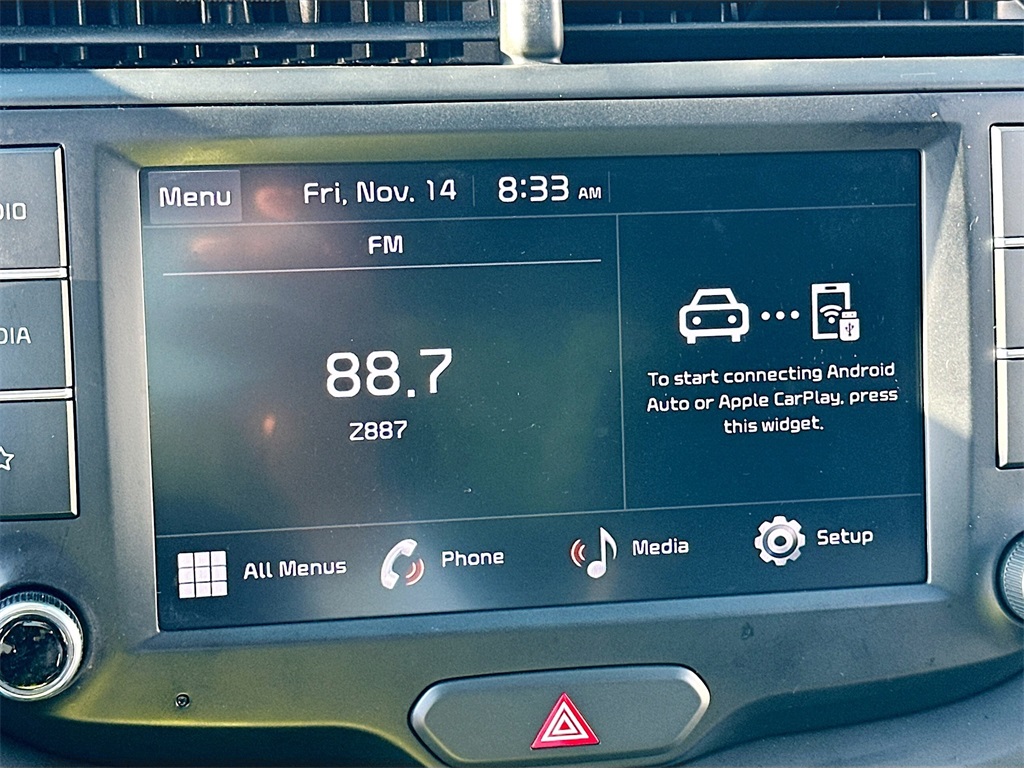 Menu Fri, Nov. 14 8:33 AM
FM
88.7
Z887
To start connecting Android
Auto or Apple CarPlay, press
this widget.
All Menus Phone Media Setup